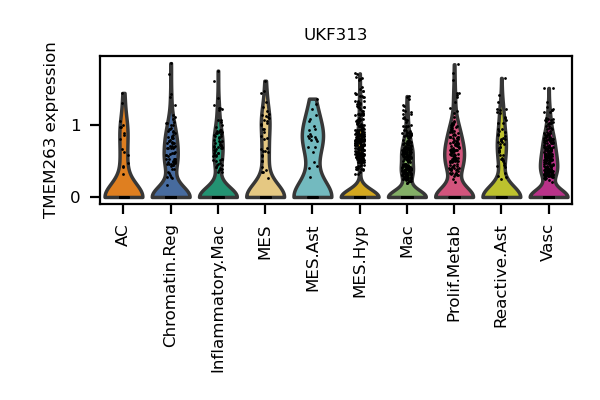 UKF313
TMEM263 expression
1
0
AC
Chromatin.Reg
Inflammatory.Mac
MES
MES.Ast
MES.Hyp
Mac
Prolif.Metab
Reactive.Ast
Vasc